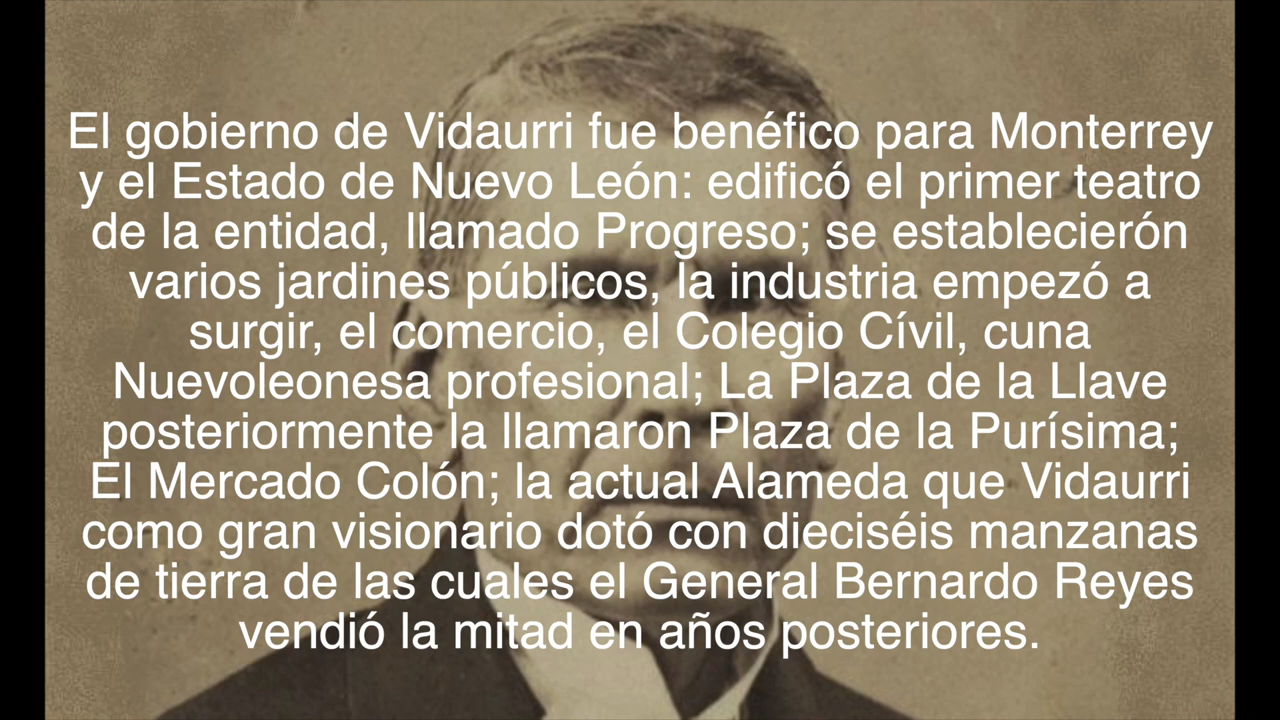 El gobierno de Vidaurri fue benéfico para Monterrey
y el Estado de Nuevo León: edificó el primer teatro
de la entidad, llamado Progreso; se establecierón
varios jardines públicos, la industria empezó a
surgir, el comercio, el Colegio Cívil, cuna
Nuevoleonesa profesional; La Plaza de la Llave
posteriormente la llamaron Plaza de la Purísima;
El Mercado Colón; la actual Alameda que Vidaurri
como gran visionario dotó con dieciséis manzanas
de tierra de las cuales el General Bernardo Reyes
vendió la mitad en años posteriores.